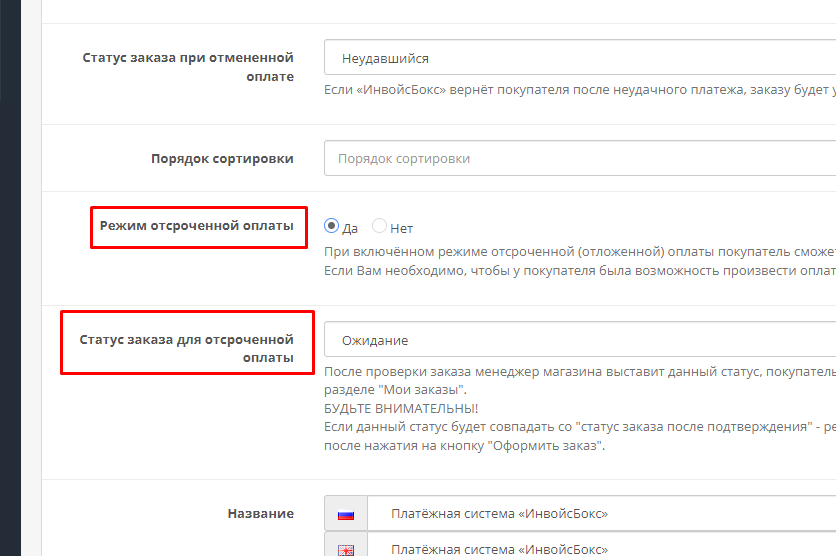 Статус заказа при отмененной
оплате
Неудавшийся
Если «ИнвойсБокс» вернёт покупателя после неудачного платежа, заказу будет
Порядок сортировки
Порядок сортировки
Режим отсроченной оплаты
Да
Нет
При включённом режиме отсроченной (отложенной) оплаты покупатель сможе
Если Вам необходимо, чтобы у покупателя была возможность произвести оплат
Статус заказа для отсроченной
оплаты
Ожидание
После проверки заказа менеджер магазина выставит данный статус, покупатель
разделе "Мои заказы".
БУДЬТЕ ВНИМАТЕЛЬНЫ!
Если данный статус будет совпадать со "статус заказа после подтверждения" - ре
после нажатия на кнопку "Оформить заказ".
Название
Платёжная система «ИнвойсБокс»
Платёжная система «ИнвойсБокс»